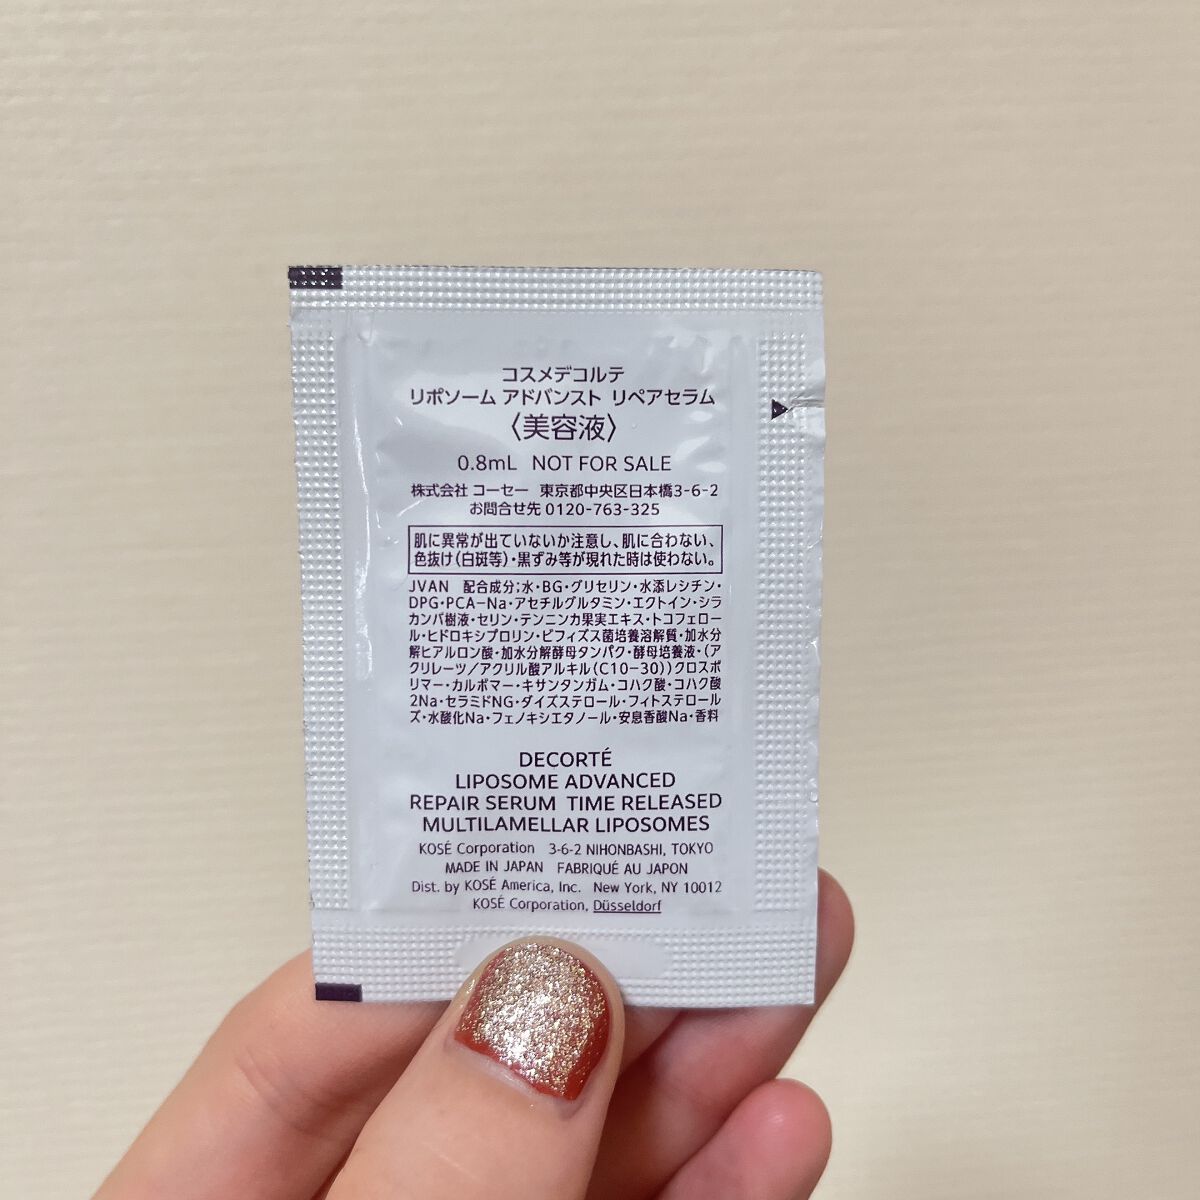 コスメデコルテ
リポソーム アドバンスト リペアセラム
〈美容液〉
0.8mL NOT FOR SALE
株式会社 コーセー 東京都中央区日本橋3-6-2
お問合せ先 0120-763-325
肌に異常が出ていないか注意し、肌に合わない、
色抜け(白斑等)・黒ずみ等が現れた時は使わない。
JVAN 配合成分;水・BG・グリセリン・水添レシチン・
DPG・PCA-Na・アセチルグルタミン・エクトイン・シラ
カンバ樹液・セリン・テンニンカ果実エキス・トコフェロー
ル・ヒドロキシプロリン・ビフィズス菌培養溶解質・加水分
解ヒアルロン酸・加水分解酵母タンパク・酵母培養液・(ア
クリレーツ/アクリル酸アルキル(C10-30))クロスポ
リマー・カルボマー・キサンタンガム・コハク酸・コハク酸
2Na・セラミドNG・ダイズステロール・フィトステロール
ズ・水酸化Na・フェノキシエタノール・安息香酸Na・香料
DECORTÉ
LIPOSOME ADVANCED
REPAIR SERUM TIME RELEASED
MULTILAMELLAR LIPOSOMES
KOSÉ Corporation 3-6-2 NIHONBASHI, TOKYO
MADE IN JAPAN FABRIQUÉ AU JAPON
Dist. by KOSÉ America, Inc. New York, NY 10012
KOSÉ Corporation, Düsseldorf